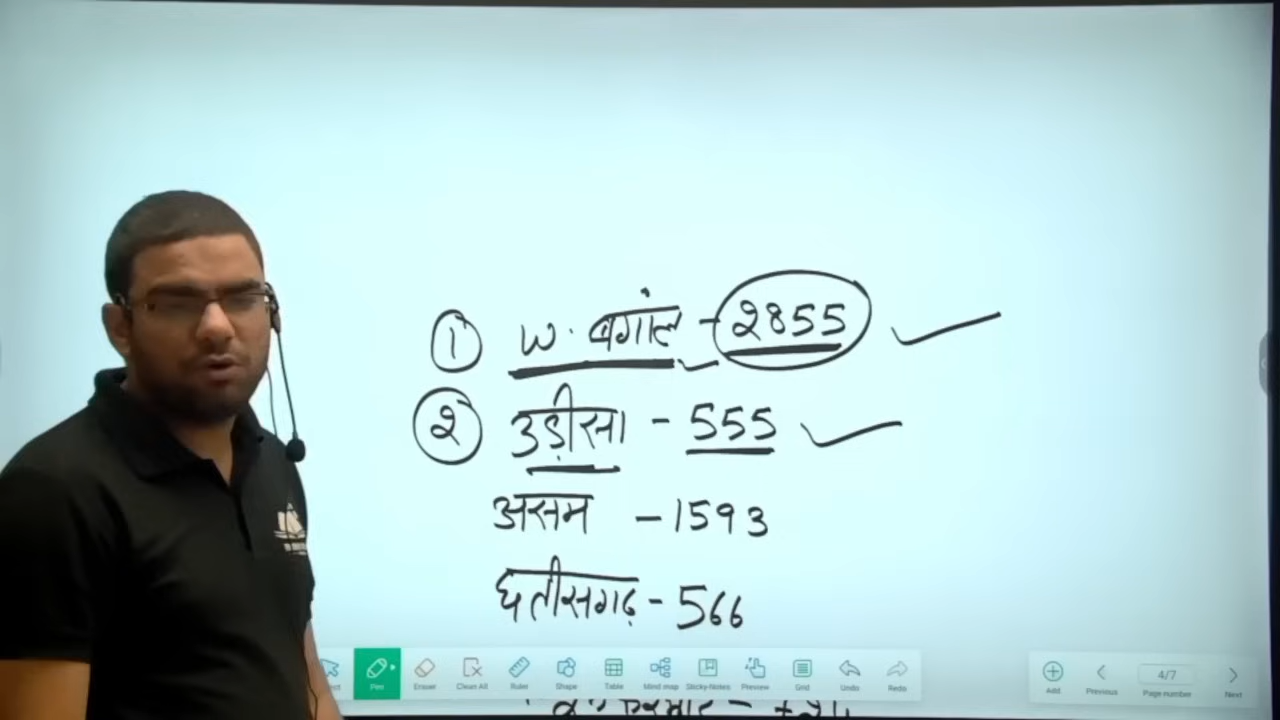 ① W. बगांल - 2855
② उड़ीसा - 555
असम - 1593
छतीसगढ़ - 566
Pen Eraser Clean All Ruler Shape Table Mind map Sticky-Notes Preview Grid Undo Redo
Add Previous 4/7 Page number Next